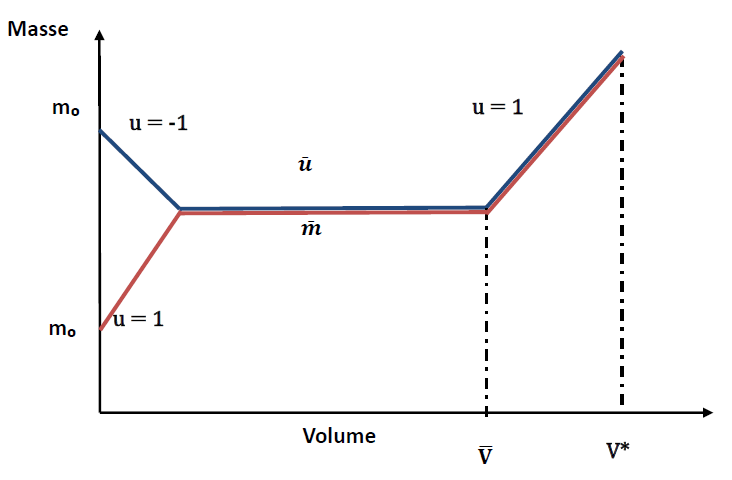 Masse
mₒ
u = -1
u = 1
ū
m̄
mₒ
u = 1
Volume
V̅
V*